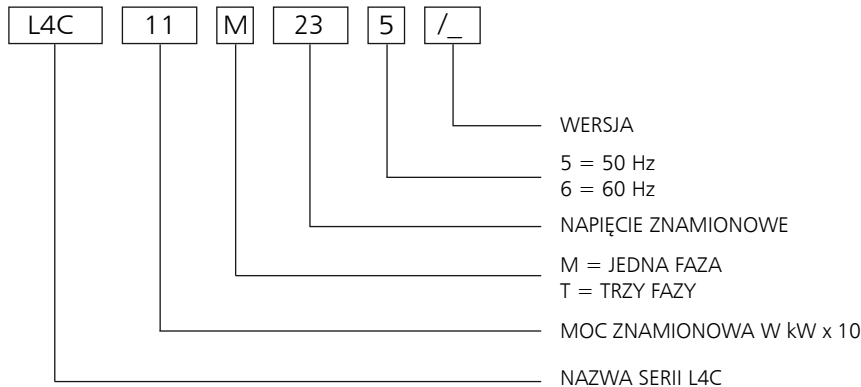 L4C 11 M 23 5 /_
WERSJA
5 = 50 Hz
6 = 60 Hz
NAPIĘCIE ZNAMIONOWE
M = JEDNA FAZA
T = TRZY FAZY
MOC ZNAMIONOWA W kW x 10
NAZWA SERII L4C